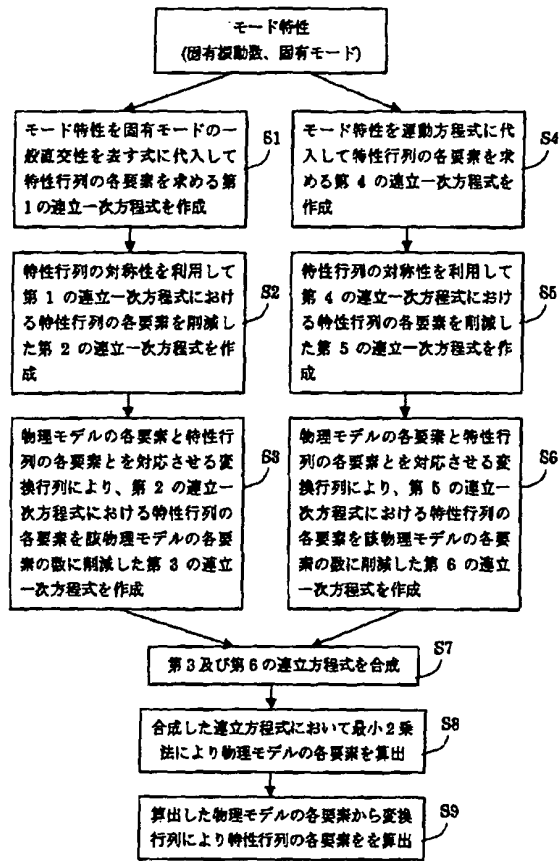 モード特性
(固有振動数、固有モード)
S1
モード特性を固有モードの一
般直交性を表す式に代入して
特性行列の各要素を求める第
1の連立一次方程式を作成
S4
モード特性を運動方程式に代
入して特性行列の各要素を求
める第4の連立一次方程式を
作成
S2
特性行列の対称性を利用して
第1の連立一次方程式におけ
る特性行列の各要素を削減し
た第2の連立一次方程式を作
成
S5
特性行列の対称性を利用して
第4の連立一次方程式におけ
る特性行列の各要素を削減し
た第5の連立一次方程式を作
成
S3
物理モデルの各要素と特性行
列の各要素とを対応させる変
換行列により、第2の連立一
次方程式における特性行列の
各要素を該物理モデルの各要
素の数に削減した第3の連立
一次方程式を作成
S6
物理モデルの各要素と特性行
列の各要素とを対応させる変
換行列により、第5の連立一
次方程式における特性行列の
各要素を該物理モデルの各要
素の数に削減した第6の連立
一次方程式を作成
S7
第3及び第6の連立方程式を合成
S8
合成した連立方程式において最小2乗
法により物理モデルの各要素を算出
S9
算出した物理モデルの各要素から変換
行列により特性行列の各要素をを算出